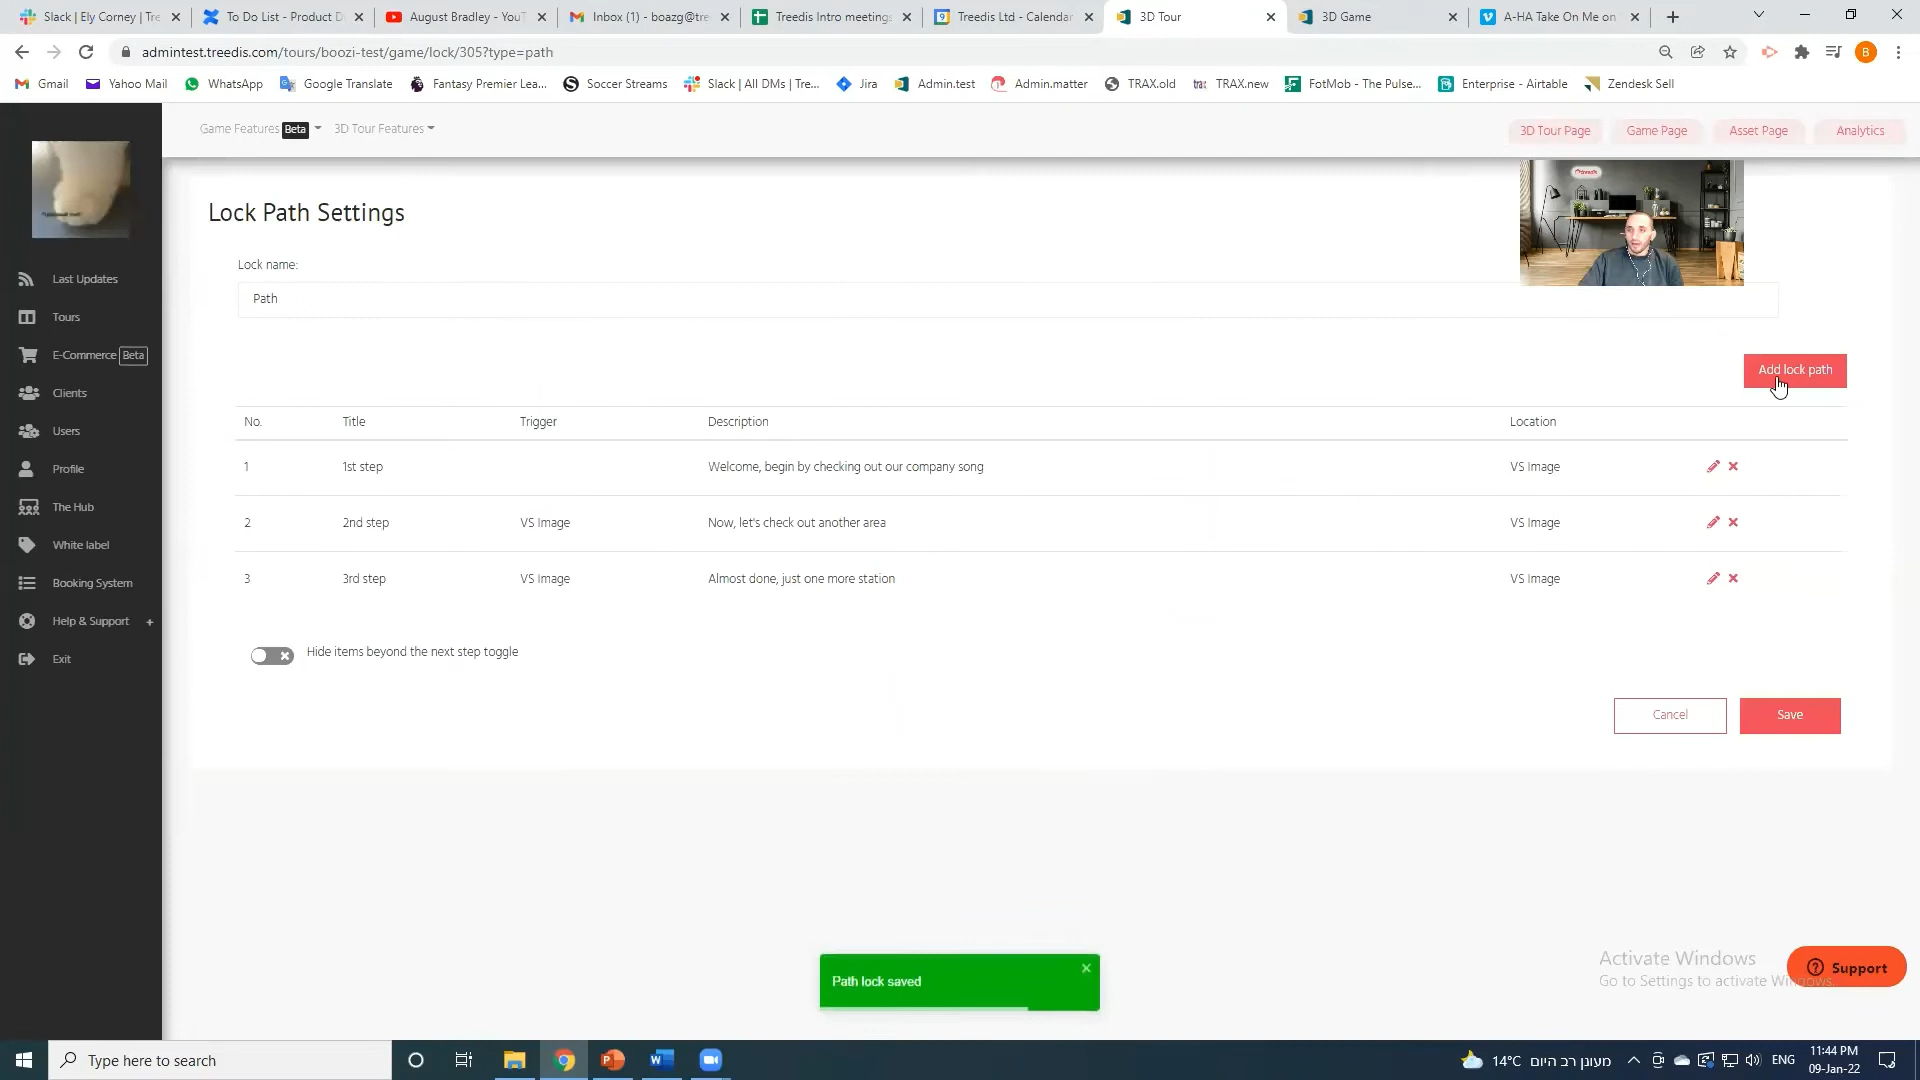 Slack | Ely Corney | Tre
To Do List - Product D
August Bradley - YouT
Inbox (1) - boazg@tre
Treedis Intro meeting
Treedis Ltd - Calendar
3D Tour
3D Game
A-HA Take On Me on
admintest.treedis.com/tours/boozi-test/game/lock/305?type=path
B
Gmail
Yahoo Mail
WhatsApp
Google Translate
Fantasy Premier Lea...
Soccer Streams
Slack | All DMs | Tre...
Jira
Admin.test
Admin.matter
TRAX.old
TRAX.new
FotMob - The Pulse...
Enterprise - Airtable
Zendesk Sell
Game Features Beta
3D Tour Features
3D Tour Page
Game Page
Asset Page
Analytics
Last Updates
Tours
E-Commerce Beta
Clients
Users
Profile
The Hub
White label
Booking System
Help & Support +
Exit
Lock Path Settings
treedis
Lock name:
Path
Add lock path
No. Title Trigger Description Location
1 1st step Welcome, begin by checking out our company song VS Image
2 2nd step VS Image Now, let's check out another area VS Image
3 3rd step VS Image Almost done, just one more station VS Image
Hide items beyond the next step toggle
Cancel
Save
Path lock saved
Activate Windows
Go to Settings to activate Windows.
Support
Type here to search
14°C מעונן רב היום
ENG
11:44 PM
09-Jan-22